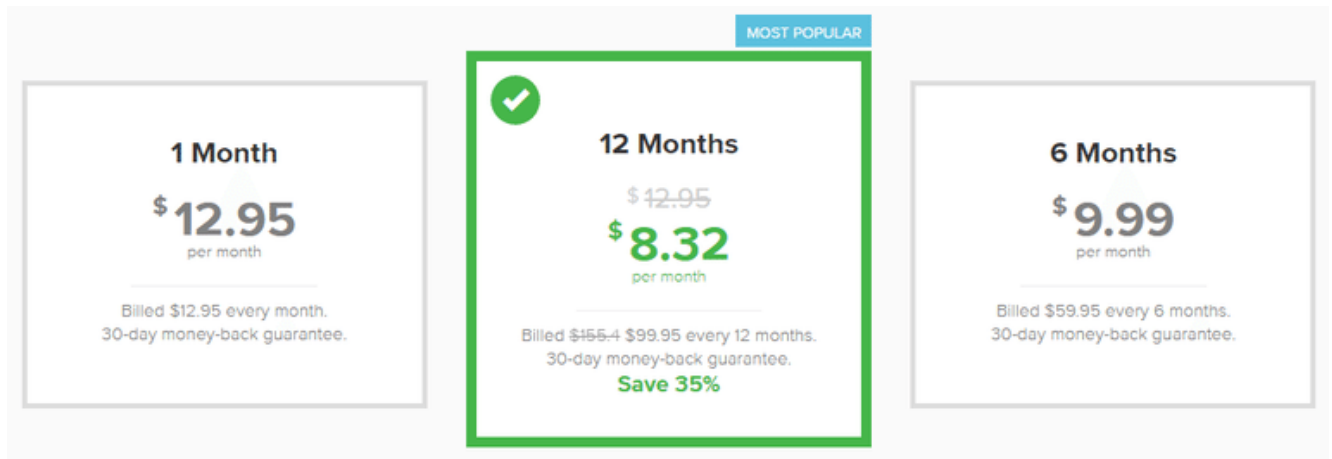 MOST POPULAR
1 Month
$12.95
per month
Billed $12.95 every month.
30-day money-back guarantee.
12 Months
$12.95
$8.32
per month
Billed $155.4 $99.95 every 12 months.
30-day money-back guarantee.
Save 35%
6 Months
$9.99
per month
Billed $59.95 every 6 months.
30-day money-back guarantee.